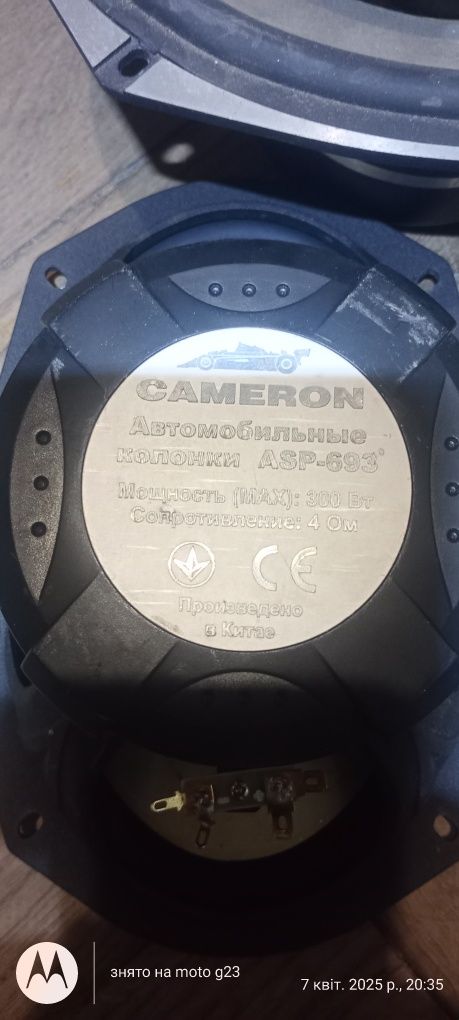 CAMERON
Автомобильные
колонки ASP-693
Мощность (MAX): 300 Вт
Сопротивление: 4 Ом
CE
Произведено
в Китае
знято на moto g23
7 квіт. 2025 р., 20:35